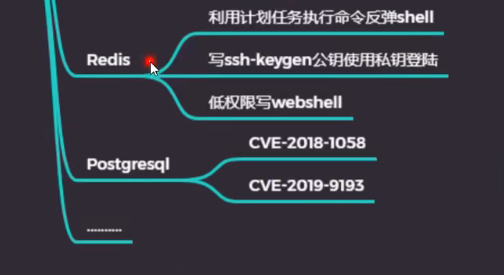 利用计划任务执行命令反弹shell
Redis
写ssh-keygen公钥使用私钥登陆
低权限写webshell
CVE-2018-1058
Postgresql
CVE-2019-9193
..........